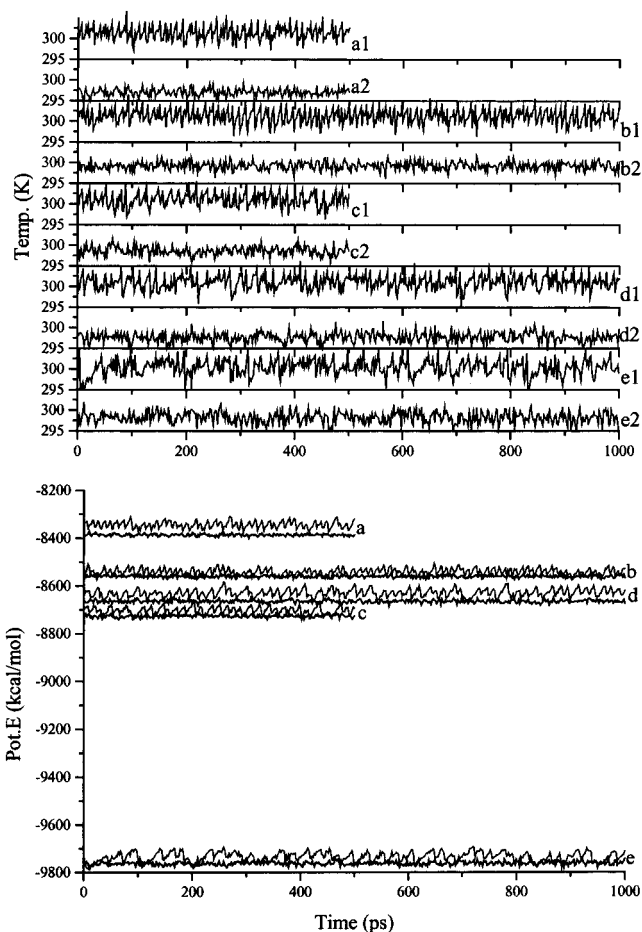 300
295
a1
300
295
a2
300
295
b1
300
295
b2
300
295
c1
300
295
c2
300
295
d1
300
295
d2
300
295
e1
300
295
e2
Temp. (K)
0 200 400 600 800 1000
-8200
-8400
-8600
-8800
-9000
-9200
-9400
-9600
-9800
a
b
d
c
e
Pot.E (kcal/mol)
0 200 400 600 800 1000
Time (ps)